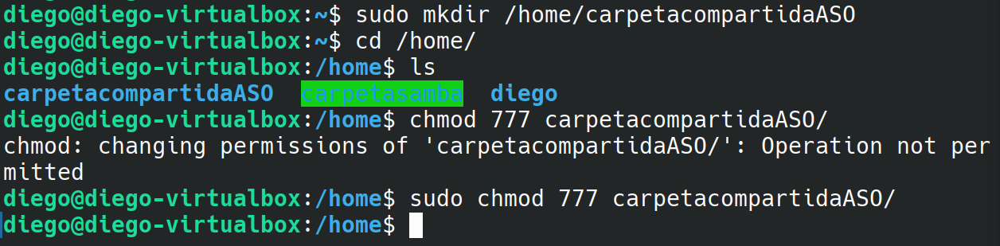 diego@diego-virtualbox:~$ sudo mkdir /home/carpetacompartidaASO
diego@diego-virtualbox:~$ cd /home/
diego@diego-virtualbox:/home$ ls
carpetacompartidaASO  carpetasamba  diego
diego@diego-virtualbox:/home$ chmod 777 carpetacompartidaASO/
chmod: changing permissions of 'carpetacompartidaASO/': Operation not per
mitted
diego@diego-virtualbox:/home$ sudo chmod 777 carpetacompartidaASO/
diego@diego-virtualbox:/home$